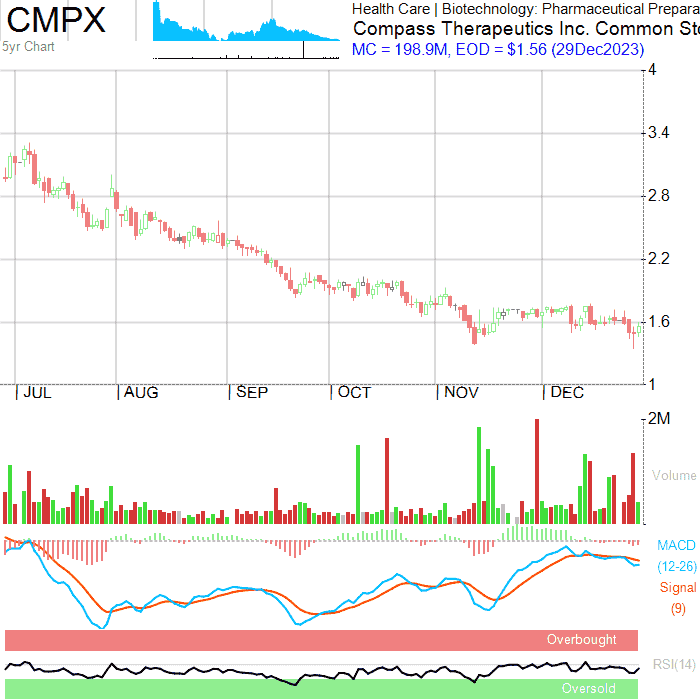 CMPX
5yr Chart
Health Care | Biotechnology: Pharmaceutical Prepara
Compass Therapeutics Inc. Common Sto
MC = 198.9M, EOD = $1.56 (29Dec2023)
4
3.4
2.8
2.2
1.6
1
JUL AUG SEP OCT NOV DEC
2M
Volume
MACD
(12-26)
Signal
(9)
Overbought
RSI(14)
Oversold